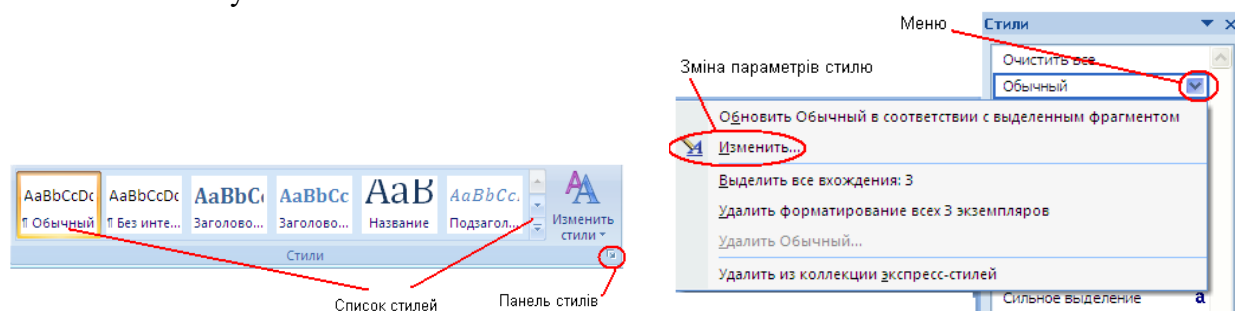 AaBbCcDc AaBbCcDc AaBbC AaBbCc АаВ AaBbCc.
¶ Обычный ¶ Без инте... Заголово... Заголово... Название Подзагол...
Изменить
стили
Стили
Список стилей
Панель стилів
Меню
Стили
Зміна параметрів стилю
Очистить все
Обычный
Обновить Обычный в соответствии с выделенным фрагментом
Изменить...
Выделить все вхождения: 3
Удалить форматирование всех 3 экземпляров
Удалить Обычный...
Удалить из коллекции экспресс-стилей
Сильное выделение a